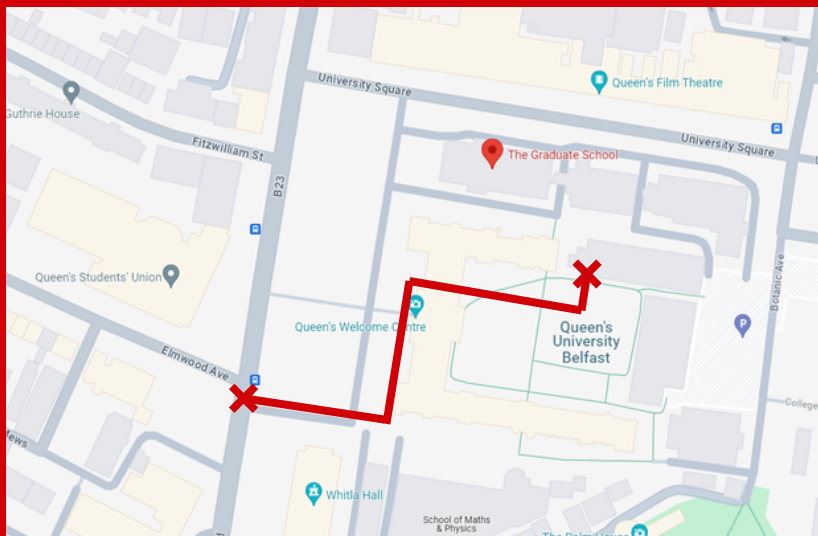 University Square
Queen's Film Theatre
Guthrie House
Fitzwilliam St
University Square
The Graduate School
B23
Queen's Students' Union
Botanic Ave
Queen's Welcome Centre
P
Queen's
University
Belfast
Elmwood Ave
College
Mews
Whitla Hall
School of Maths
& Physics